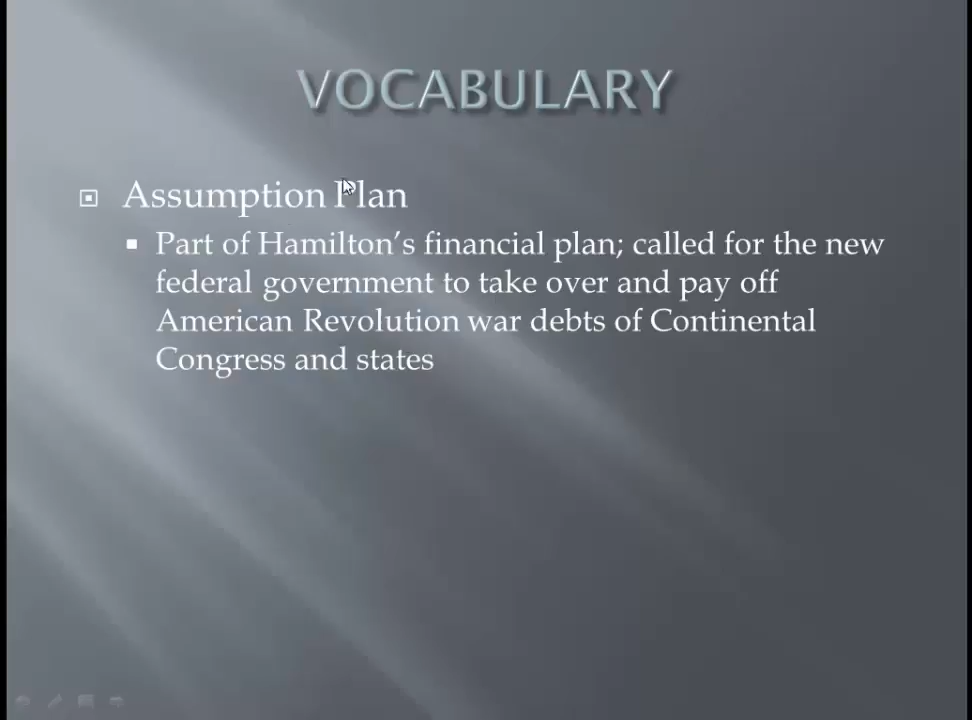 VOCABULARY
Assumption Plan
Part of Hamilton’s financial plan; called for the new
federal government to take over and pay off
American Revolution war debts of Continental
Congress and states